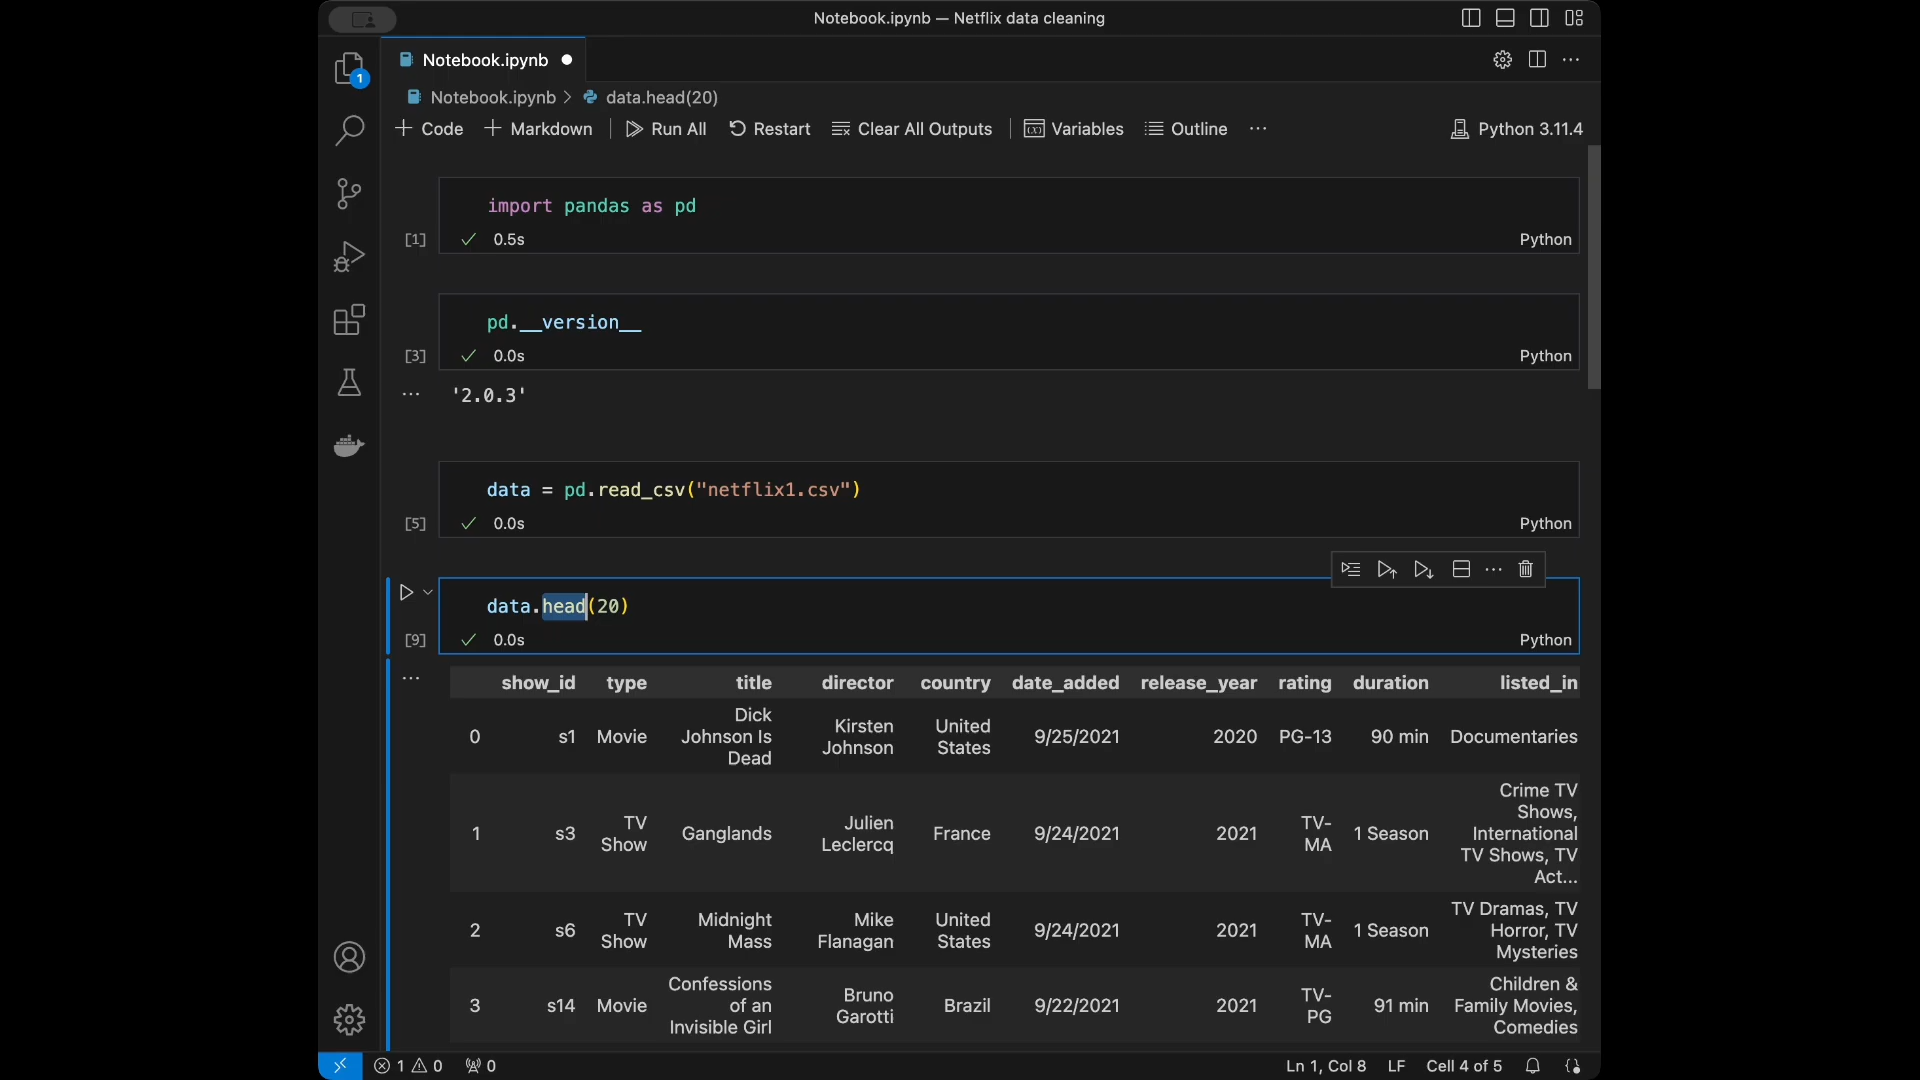 Notebook.ipynb — Netflix data cleaning
1
Notebook.ipynb
Notebook.ipynb > data.head(20)
Code Markdown Run All Restart Clear All Outputs Variables Outline ... Python 3.11.4
import pandas as pd
[1] 0.5s Python
pd.__version__
[3] 0.0s Python
'2.0.3'
data = pd.read_csv("netflix1.csv")
[5] 0.0s Python
data.head(20)
[9] 0.0s Python
show_id type title director country date_added release_year rating duration listed_in
0 s1 Movie Dick Johnson Is Dead Kirsten Johnson United States 9/25/2021 2020 PG-13 90 min Documentaries
1 s3 TV Show Ganglands Julien Leclercq France 9/24/2021 2021 TV-MA 1 Season Crime TV Shows, International TV Shows, TV Act...
2 s6 TV Show Midnight Mass Mike Flanagan United States 9/24/2021 2021 TV-MA 1 Season TV Dramas, TV Horror, TV Mysteries
3 s14 Movie Confessions of an Invisible Girl Bruno Garotti Brazil 9/22/2021 2021 TV-PG 91 min Children & Family Movies, Comedies
1 0 0 Ln 1, Col 8 LF Cell 4 of 5